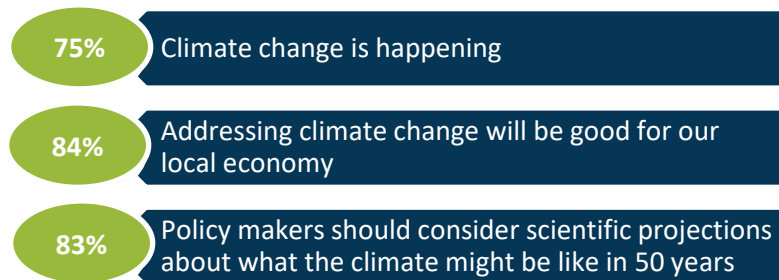 75%
Climate change is happening
84%
Addressing climate change will be good for our
local economy
83%
Policy makers should consider scientific projections
about what the climate might be like in 50 years